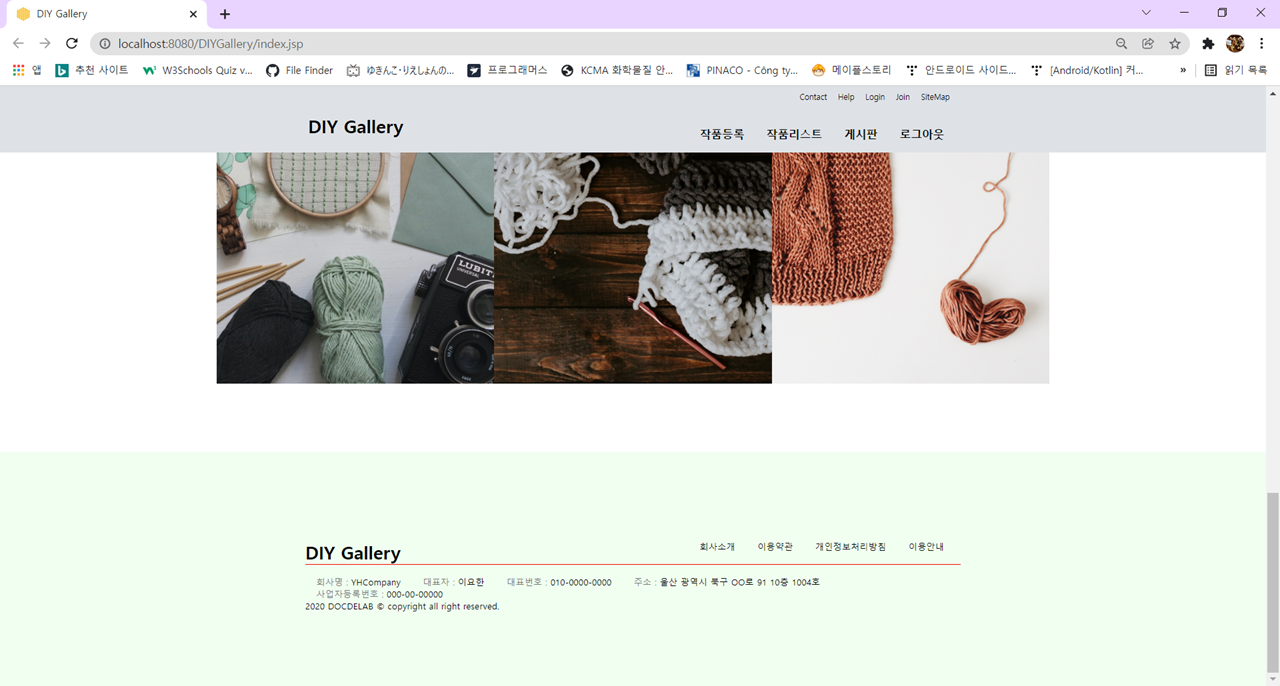 DIY Gallery
localhost:8080/DIYGallery/index.jsp
앱 추천 사이트 W3Schools Quiz v... File Finder ゆきんこ・りえしょんの... 프로그래머스 KCMA 화학물질 안... PINACO - Công ty... 메이플스토리 안드로이드 사이드... [Android/Kotlin] 커... » 읽기 목록
Contact Help Login Join SiteMap
DIY Gallery
작품등록 작품리스트 게시판 로그아웃
LUBIT
UNIVERSAL
DIY Gallery
회사소개 이용약관 개인정보처리방침 이용안내
회사명 : YHCompany 대표자 : 이요한 대표번호 : 010-0000-0000 주소 : 울산 광역시 북구 OO로 91 10층 1004호
사업자등록번호 : 000-00-00000
2020 DOCDELAB © copyright all right reserved.